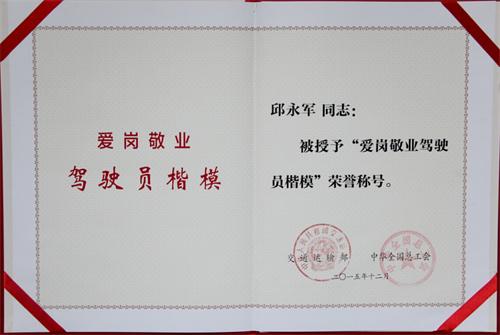 爱岗敬业
驾驶员楷模
邱永军 同志：
被授予“爱岗敬业驾驶
员楷模”荣誉称号。
交通运输部 中华全国总工会
二〇一五年十二月